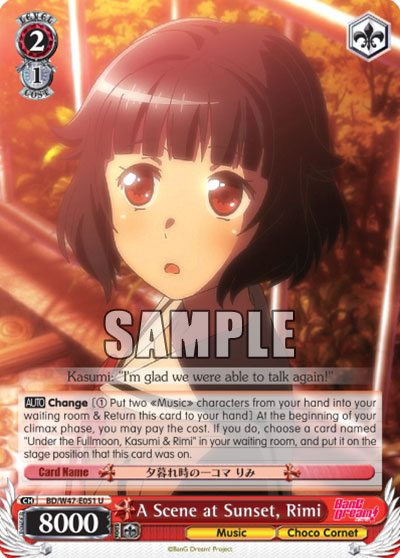 LEVEL
2
1
COST
SAMPLE
Kasumi: "I'm glad we were able to talk again!"
AUTO Change [① Put two «Music» characters from your hand into your
waiting room & Return this card to your hand] At the beginning of your
climax phase, you may pay the cost. If you do, choose a card named
"Under the Fullmoon, Kasumi & Rimi" in your waiting room, and put it on the
stage position that this card was on.
Card Name 夕暮れ時の一コマ りみ
CH BD/W47-E051 U
8000
A Scene at Sunset, Rimi
BanG Dream!
Music Choco Cornet
©BanG Dream! Project